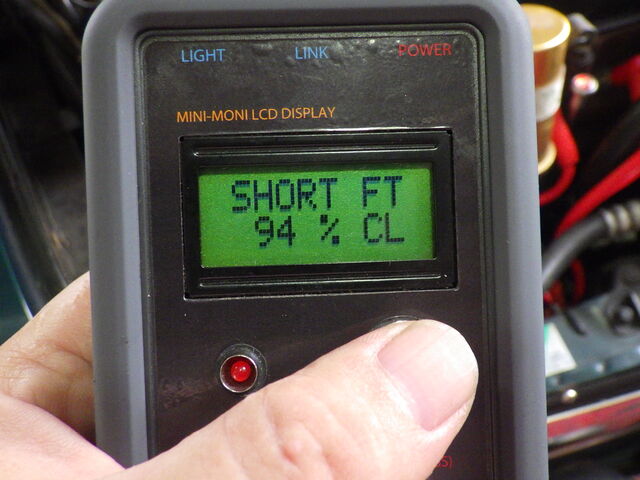 LIGHT LINK POWER
MINI-MONI LCD DISPLAY
SHORT FT
94 % CL